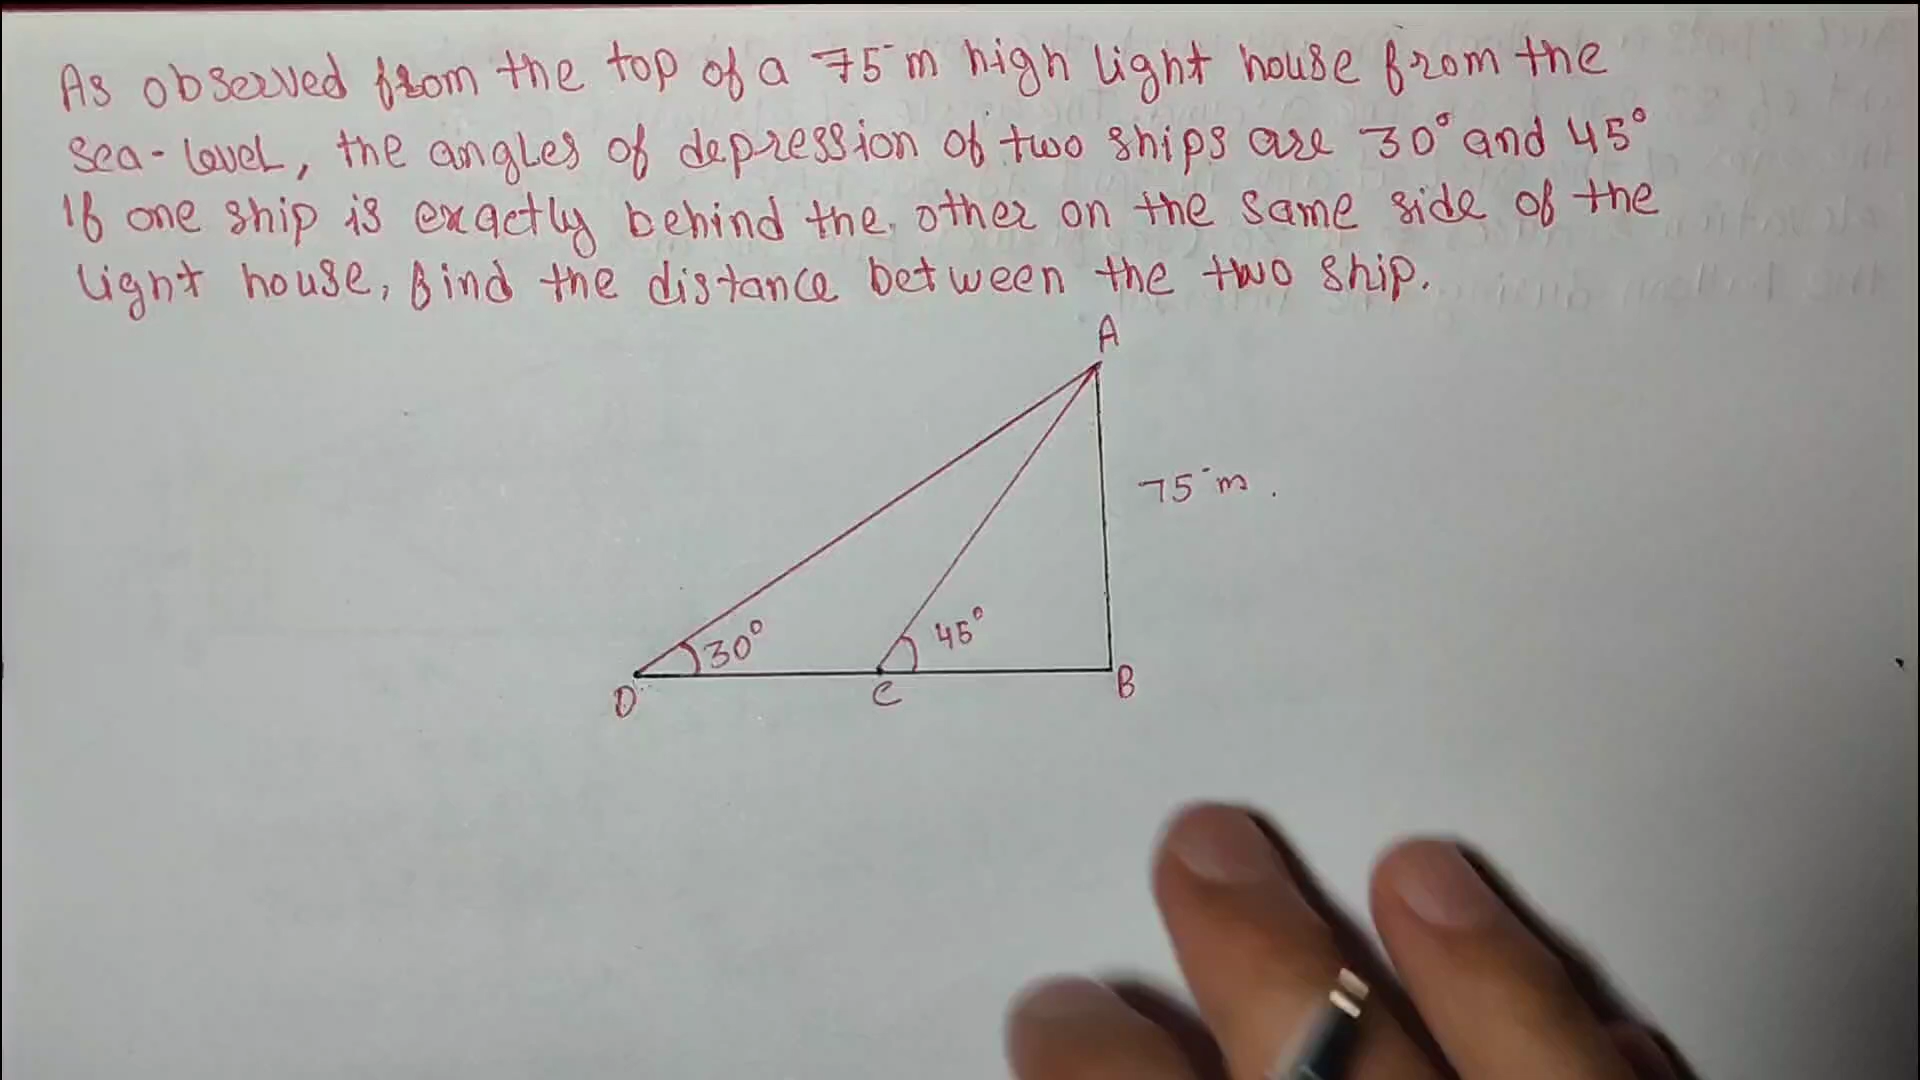 As observed from the top of a 75 m high light house from the
sea-level, the angles of depression of two ships are 30° and 45°
If one ship is exactly behind the other on the same side of the
light house, find the distance between the two ship.
A
75 m.
30°
45°
D
C
B